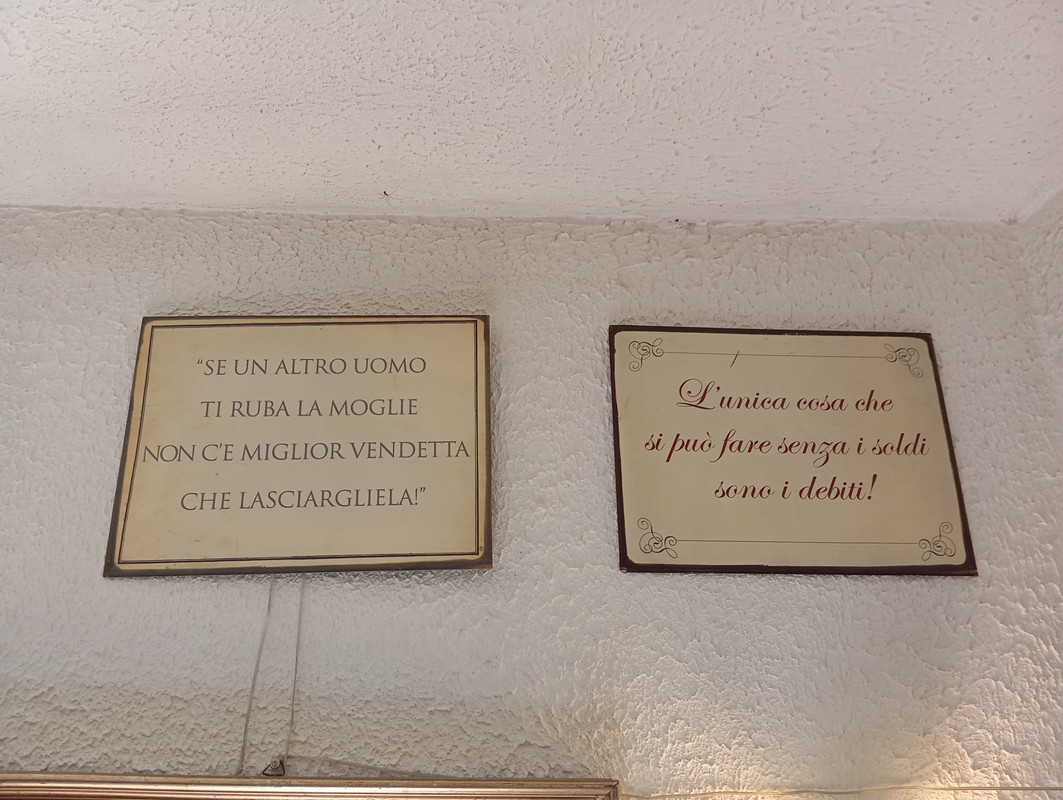 “SE UN ALTRO UOMO
TI RUBA LA MOGLIE
NON C'E MIGLIOR VENDETTA
CHE LASCIARGLIELA!”
L'unica cosa che
si può fare senza i soldi
sono i debiti!